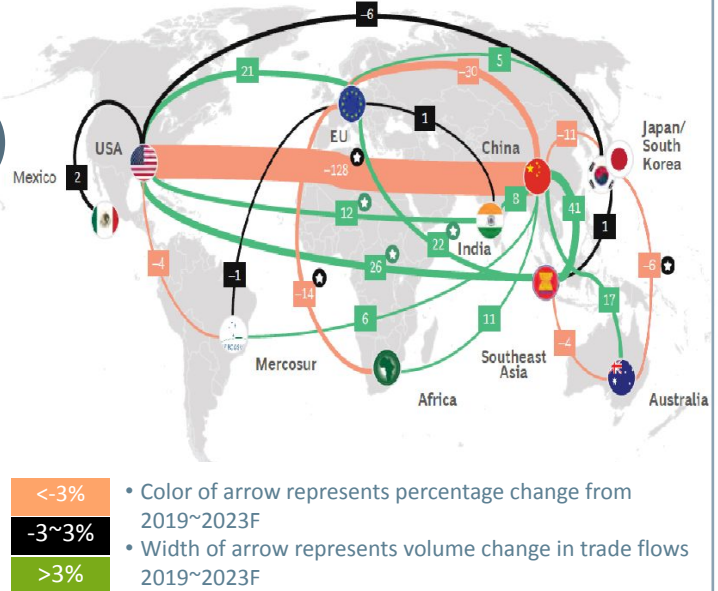 –6
21
5
–30
1
EU
USA
China
–11
Japan/
South
Korea
Mexico
2
–128
8
41
12
India
1
22
–4
26
–1
–14
–6
6
11
17
Southeast
Asia
–4
Mercosur
Africa
Australia
<-3%
-3~3%
>3%
• Color of arrow represents percentage change from
2019~2023F
• Width of arrow represents volume change in trade flows
2019~2023F